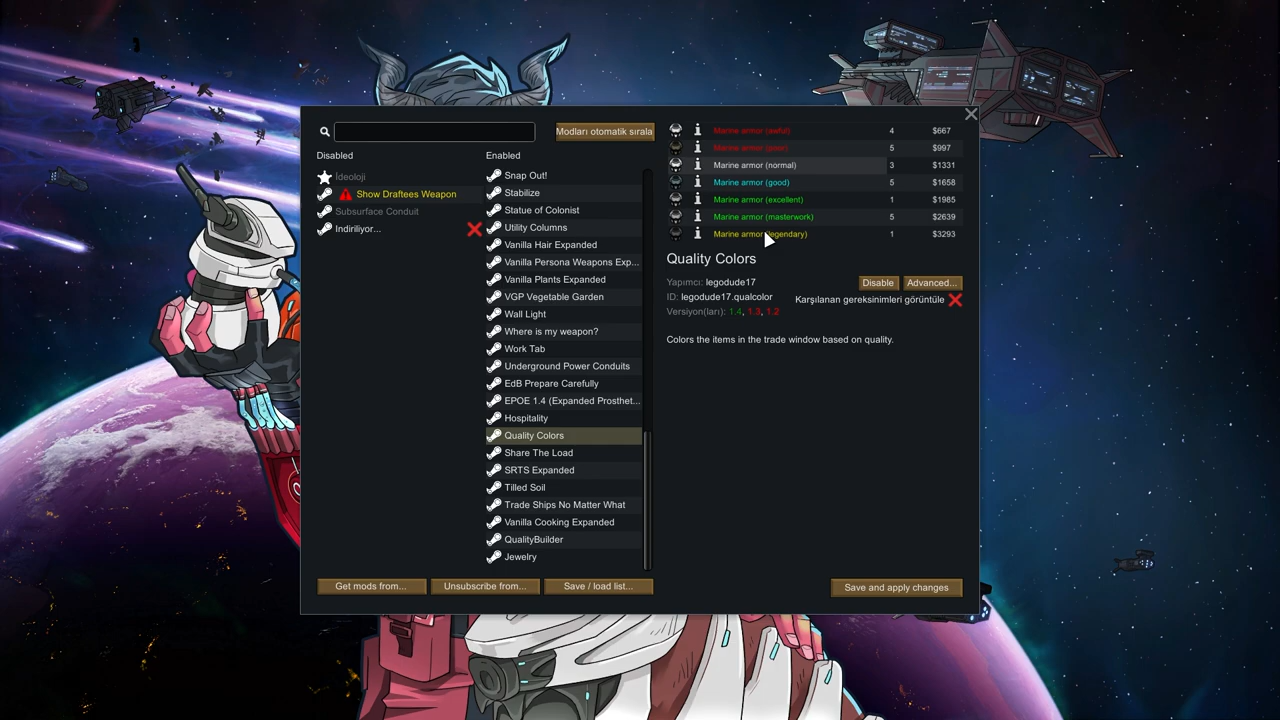 Modları otomatik sırala
Disabled
İdeoloji
Show Draftees Weapon
Subsurface Conduit
Indiriliyor...
Enabled
Snap Out!
Stabilize
Statue of Colonist
Utility Columns
Vanilla Hair Expanded
Vanilla Persona Weapons Exp...
Vanilla Plants Expanded
VGP Vegetable Garden
Wall Light
Where is my weapon?
Work Tab
Underground Power Conduits
EdB Prepare Carefully
EPOE 1.4 (Expanded Prosthet...
Hospitality
Quality Colors
Share The Load
SRTS Expanded
Tilled Soil
Trade Ships No Matter What
Vanilla Cooking Expanded
QualityBuilder
Jewelry
Get mods from...
Unsubscribe from...
Save / load list...
Marine armor (awful) 4 $667
Marine armor (poor) 5 $997
Marine armor (normal) 3 $1331
Marine armor (good) 5 $1658
Marine armor (excellent) 1 $1985
Marine armor (masterwork) 5 $2639
Marine armor (legendary) 1 $3293
Quality Colors
Yapımcı: legodude17
Disable Advanced...
ID: legodude17.qualcolor
Karşılanan gereksinimleri görüntüle
Versiyon(ları): 1.4, 1.3, 1.2
Colors the items in the trade window based on quality.
Save and apply changes